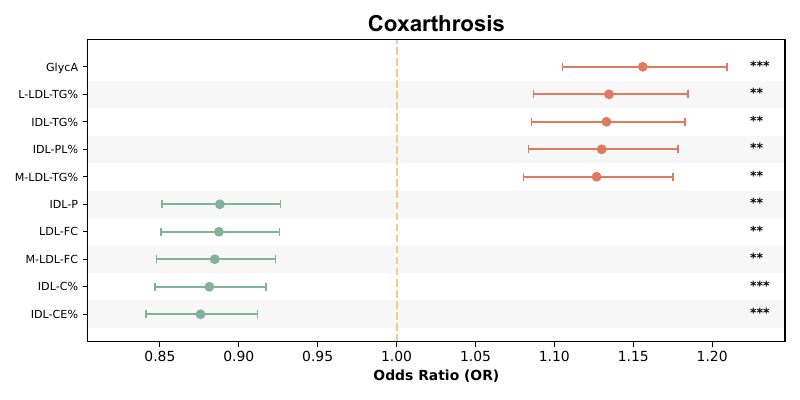 Coxarthrosis
GlycA ***
L-LDL-TG% **
IDL-TG% **
IDL-PL% **
M-LDL-TG% **
IDL-P **
LDL-FC **
M-LDL-FC **
IDL-C% ***
IDL-CE% ***
0.85 0.90 0.95 1.00 1.05 1.10 1.15 1.20
Odds Ratio (OR)